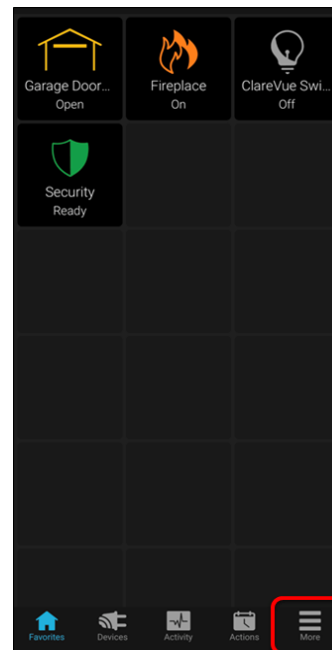 Garage Door... Fireplace ClareVue Swi...
Open On Off
Security
Ready
Favorites Devices Activity Actions More